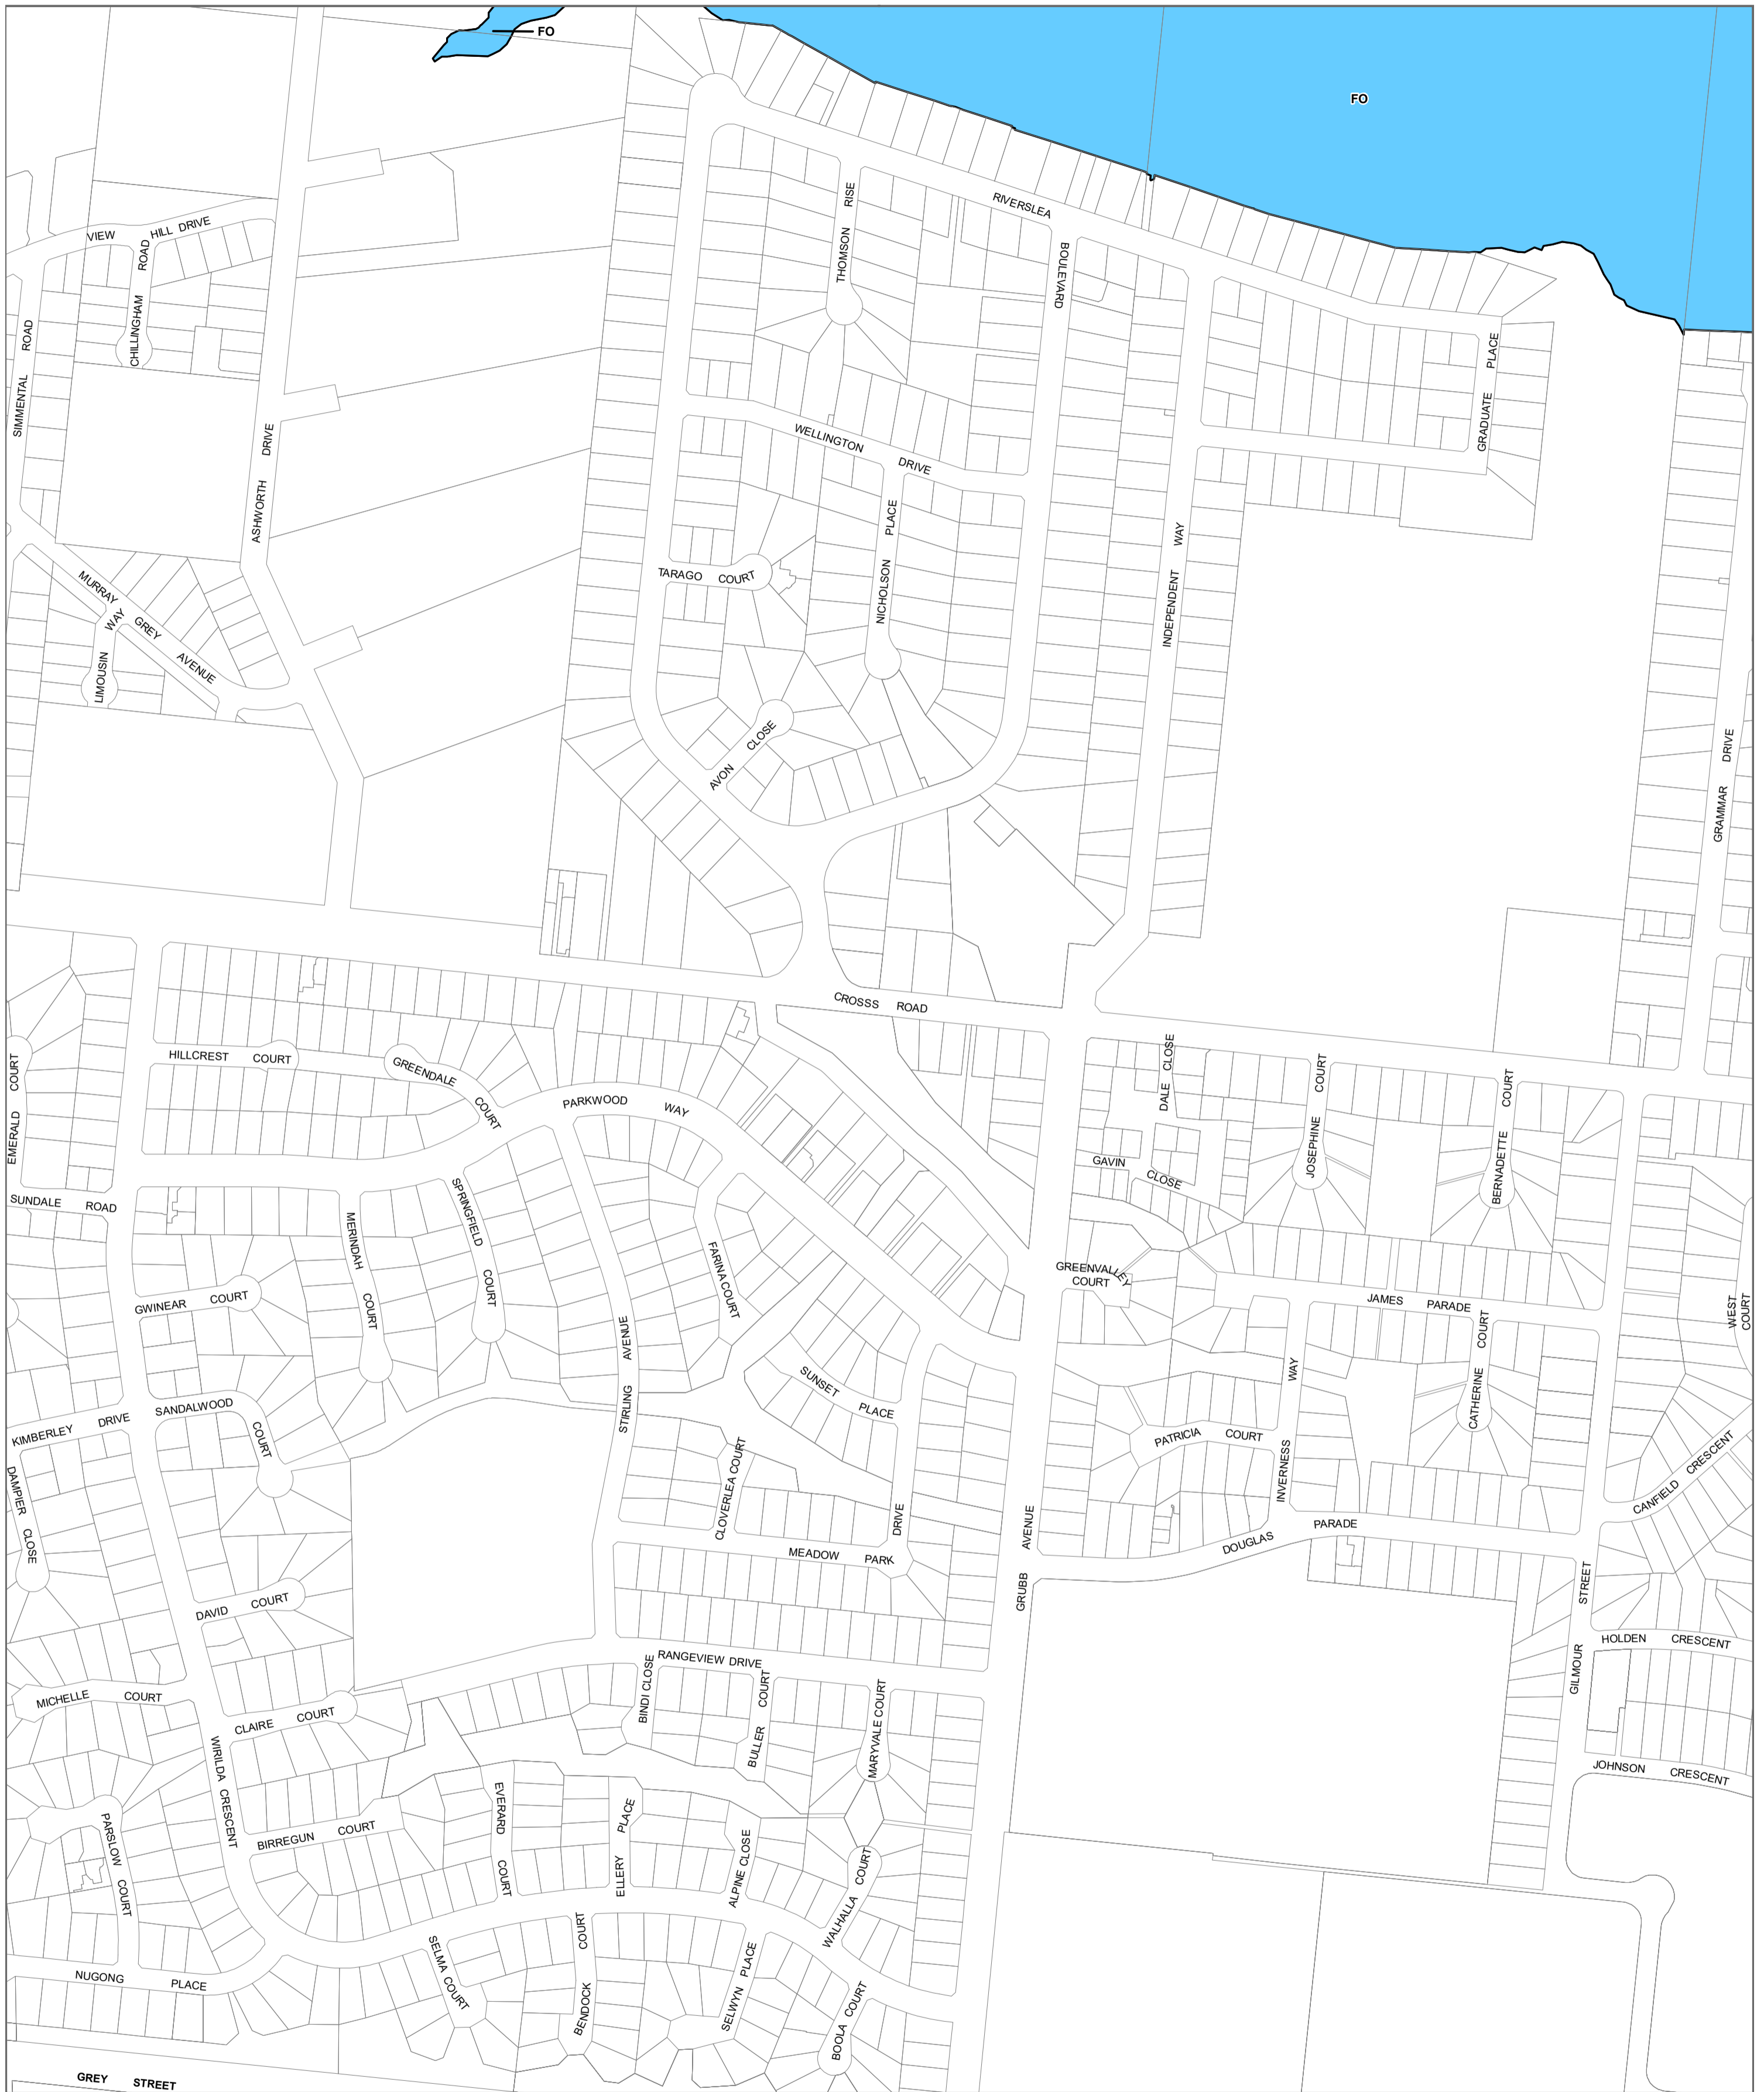 FO
FO
RIVERSLEA
BOULEVARD
THOMSON RISE
VIEW HILL DRIVE
CHILLINGHAM ROAD
SIMMENTAL ROAD
ASHWORTH DRIVE
GRADUATE PLACE
WELLINGTON DRIVE
NICHOLSON PLACE
INDEPENDENT WAY
TARAGO COURT
MURRAY GREY AVENUE
LIMOUSIN WAY
AVON CLOSE
GRAMMAR DRIVE
CROSSS ROAD
HILLCREST COURT
GREENDALE COURT
EMERALD COURT
PARKWOOD WAY
DALE CLOSE
JOSEPHINE COURT
BERNADETTE COURT
GAVIN CLOSE
SUNDALE ROAD
MERINDAH COURT
SPRINGFIELD COURT
FARINA COURT
GREENVALLEY
COURT
GWINEAR COURT
JAMES PARADE
WEST COURT
STIRLING AVENUE
SUNSET PLACE
CATHERINE COURT
INVERNESS WAY
SANDALWOOD COURT
KIMBERLEY DRIVE
PATRICIA COURT
CANFIELD CRESCENT
DAMPIER CLOSE
CLOVERLEA COURT
MEADOW PARK DRIVE
DOUGLAS PARADE
GRUBB AVENUE
GILMOUR STREET
DAVID COURT
HOLDEN CRESCENT
RANGEVIEW DRIVE
BINDI CLOSE
BULLER COURT
MARYVALE COURT
MICHELLE COURT
CLAIRE COURT
WIRILDA CRESCENT
JOHNSON CRESCENT
EVERARD COURT
ELLERY PLACE
PARSLOW COURT
BIRREGUN COURT
ALPINE CLOSE
WALHALLA COURT
SELMA COURT
BENDOCK COURT
SELWYN PLACE
BOOLA COURT
NUGONG PLACE
GREY STREET